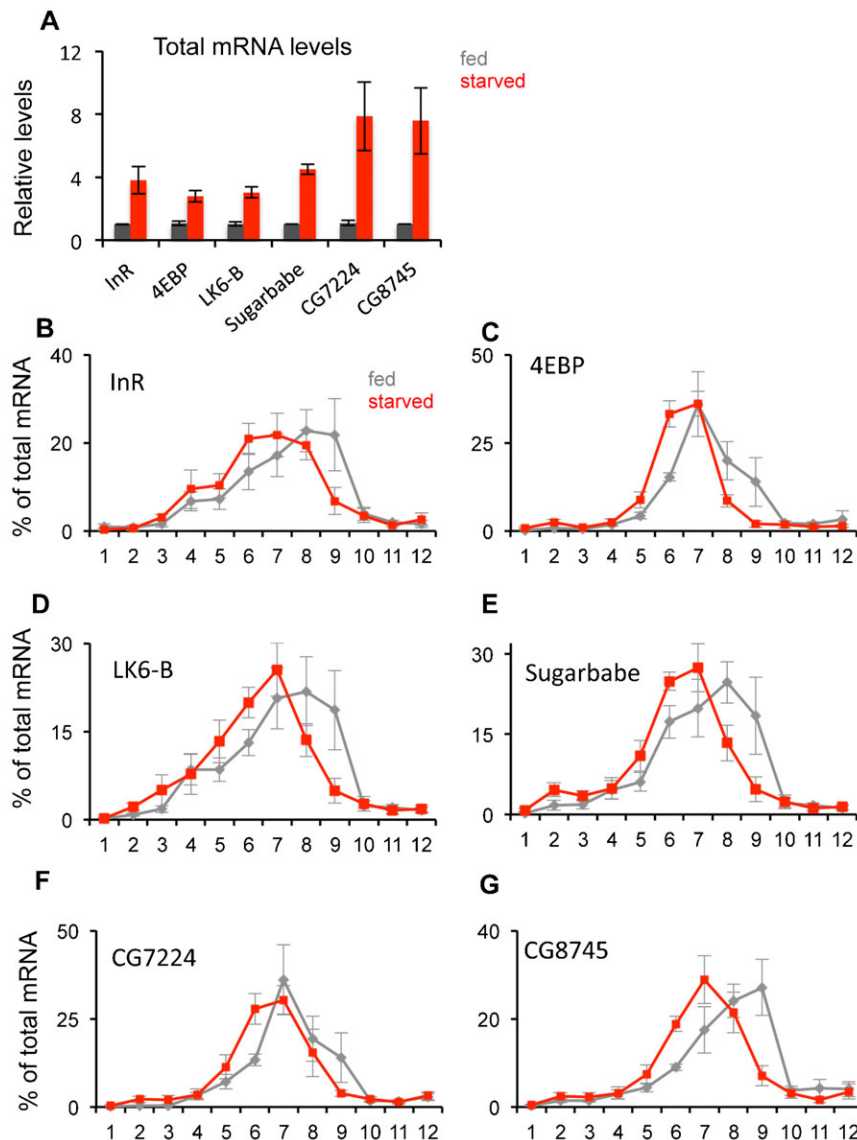 A
Total mRNA levels
fed
starved
Relative levels
12
8
4
0
InR
4EBP
LK6-B
Sugarbabe
CG7224
CG8745
B
InR
fed
starved
% of total mRNA
40
20
0
1 2 3 4 5 6 7 8 9 10 11 12
C
4EBP
50
25
0
1 2 3 4 5 6 7 8 9 10 11 12
D
LK6-B
% of total mRNA
30
15
0
1 2 3 4 5 6 7 8 9 10 11 12
E
Sugarbabe
30
15
0
1 2 3 4 5 6 7 8 9 10 11 12
F
CG7224
% of total mRNA
50
25
0
1 2 3 4 5 6 7 8 9 10 11 12
G
CG8745
40
20
0
1 2 3 4 5 6 7 8 9 10 11 12